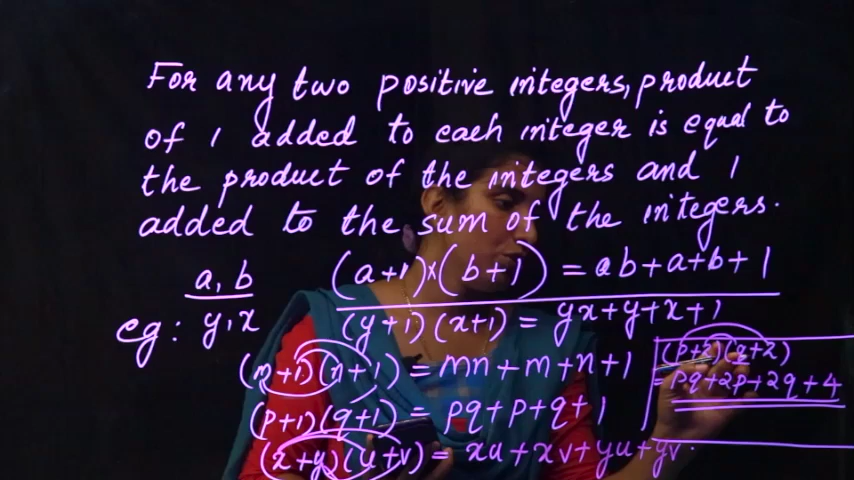 For any two positive integers, product
of 1 added to each integer is equal to
the product of the integers and 1
added to the sum of the integers.
a, b (a+1)×(b+1) = ab+a+b+1
eg: y, x (y+1)(x+1) = yx+y+x+1
(m+1)(n+1) = mn+m+n+1
(p+2)(q+2)
= pq+2p+2q+4
(p+1)(q+1) = pq+p+q+1
(x+y)(u+v) = xu+xv+yu+yv.